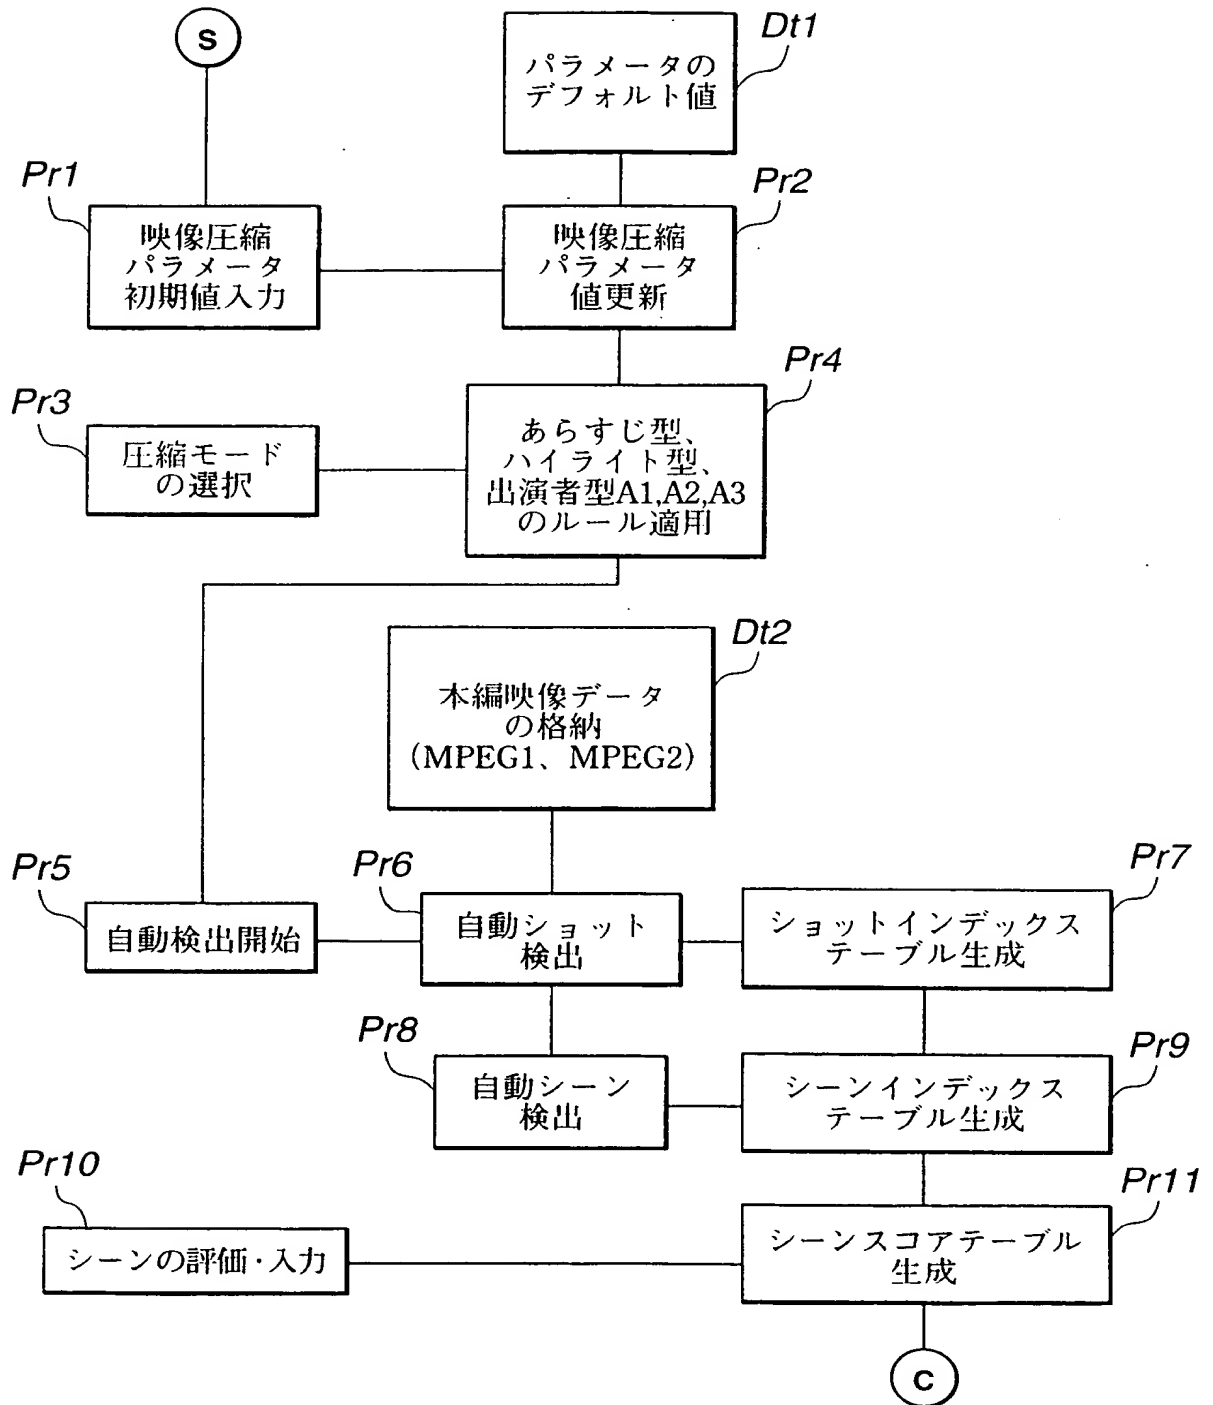 S
Dt1
パラメータの
デフォルト値
Pr1
映像圧縮
パラメータ
初期値入力
Pr2
映像圧縮
パラメータ
値更新
Pr3
圧縮モード
の選択
Pr4
あらすじ型、
ハイライト型、
出演者型A1,A2,A3
のルール適用
Dt2
本編映像データ
の格納
(MPEG1、MPEG2)
Pr5
自動検出開始
Pr6
自動ショット
検出
Pr7
ショットインデックス
テーブル生成
Pr8
自動シーン
検出
Pr9
シーンインデックス
テーブル生成
Pr10
シーンの評価・入力
Pr11
シーンスコアテーブル
生成
C